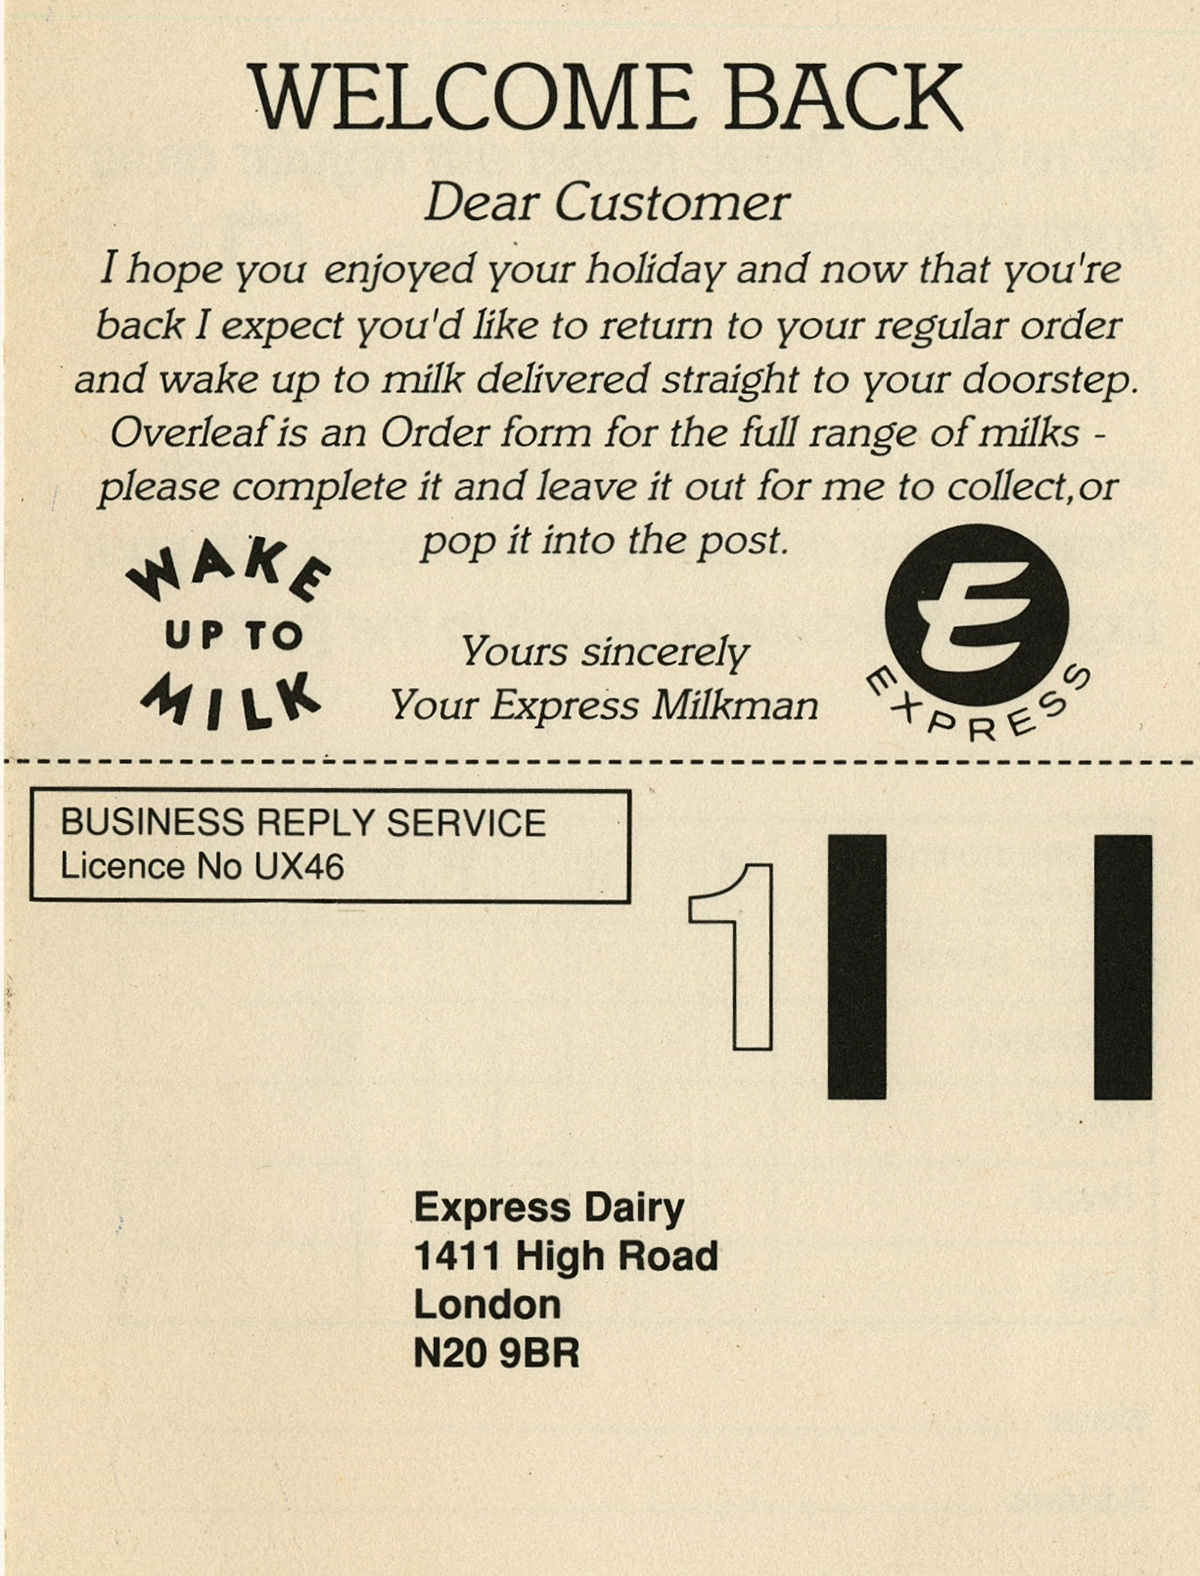 WELCOME BACK
Dear Customer
I hope you enjoyed your holiday and now that you're
back I expect you'd like to return to your regular order
and wake up to milk delivered straight to your doorstep.
Overleaf is an Order form for the full range of milks -
please complete it and leave it out for me to collect,or
pop it into the post.
WAKE
UP TO
MILK
Yours sincerely
Your Express Milkman
E
EXPRESS
BUSINESS REPLY SERVICE
Licence No UX46
1
Express Dairy
1411 High Road
London
N20 9BR